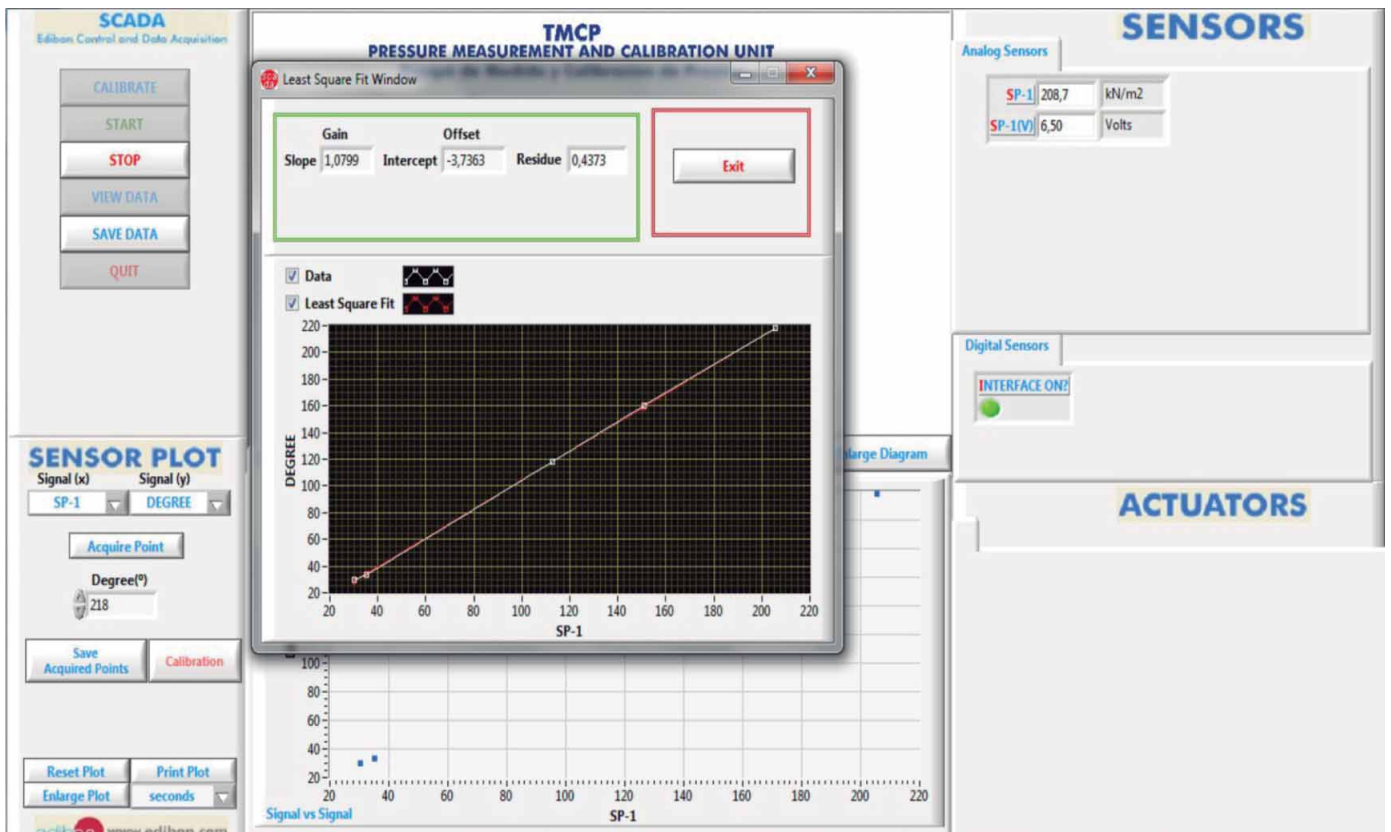 SCADA
Edibon Control and Data Acquisition
CALIBRATE
START
STOP
VIEW DATA
SAVE DATA
QUIT
SENSOR PLOT
Signal (x) Signal (y)
SP-1 DEGREE
Acquire Point
Degree(º)
218
Save
Acquired Points
Calibration
Reset Plot Print Plot
Enlarge Plot seconds
www.edibon.com
TMCP
PRESSURE MEASUREMENT AND CALIBRATION UNIT
Least Square Fit Window
Gain Offset
Slope 1,0799 Intercept -3,7363 Residue 0,4373
Exit
Data
Least Square Fit
220
200
180
160
140
120
100
80
60
40
20
DEGREE
20 40 60 80 100 120 140 160 180 200 220
SP-1
large Diagram
100
80
60
40
20
20 40 60 80 100 120 140 160 180 200 220
Signal vs Signal
SP-1
SENSORS
Analog Sensors
SP-1 208,7 kN/m2
SP-1(V) 6,50 Volts
Digital Sensors
INTERFACE ON?
ACTUATORS